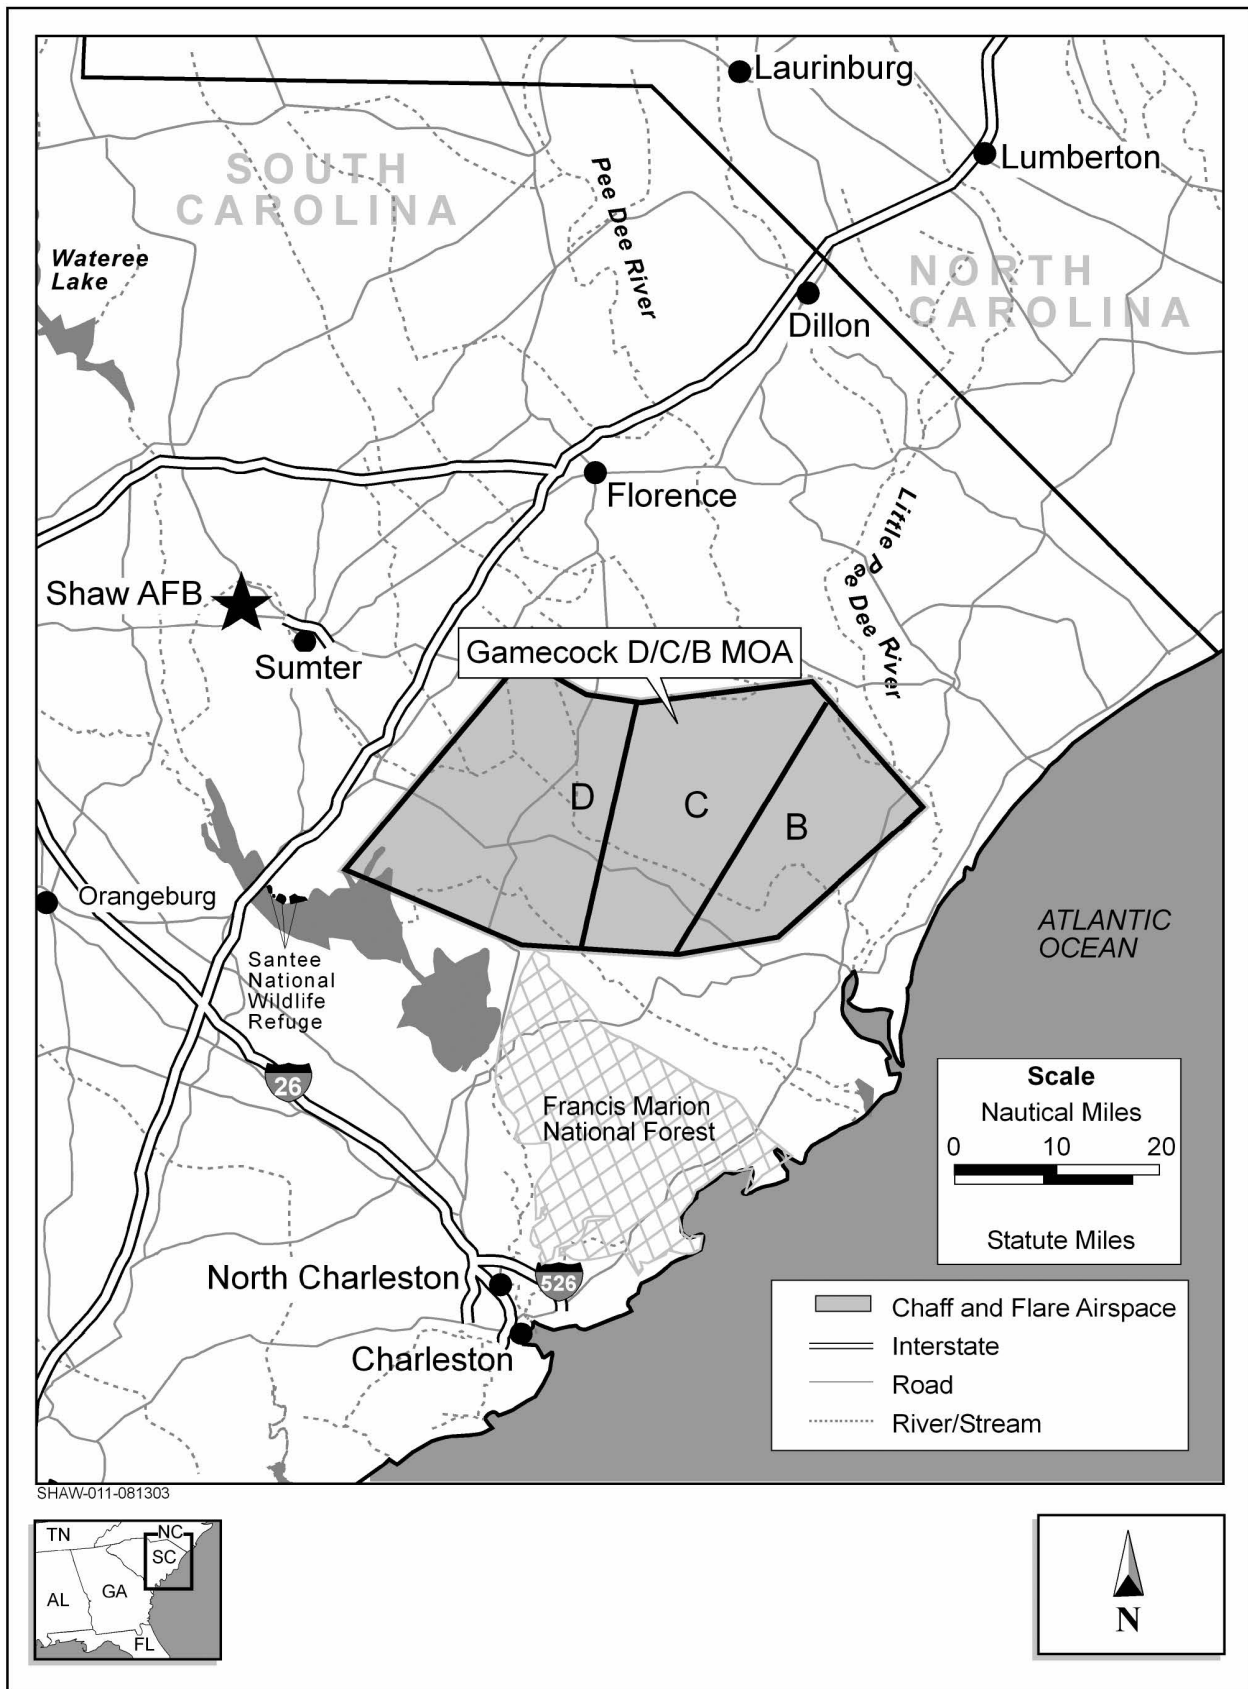 Laurinburg
Lumberton
SOUTH
CAROLINA
Pee Dee River
Wateree
Lake
NORTH
CAROLINA
Dillon
Florence
Little Pee Dee River
Shaw AFB
Sumter
Gamecock D/C/B MOA
D
C
B
Orangeburg
ATLANTIC
OCEAN
Santee
National
Wildlife
Refuge
26
Francis Marion
National Forest
Scale
Nautical Miles
0 10 20
Statute Miles
North Charleston
526
Charleston
Chaff and Flare Airspace
Interstate
Road
River/Stream
SHAW-011-081303
TN
NC
SC
AL
GA
FL
N